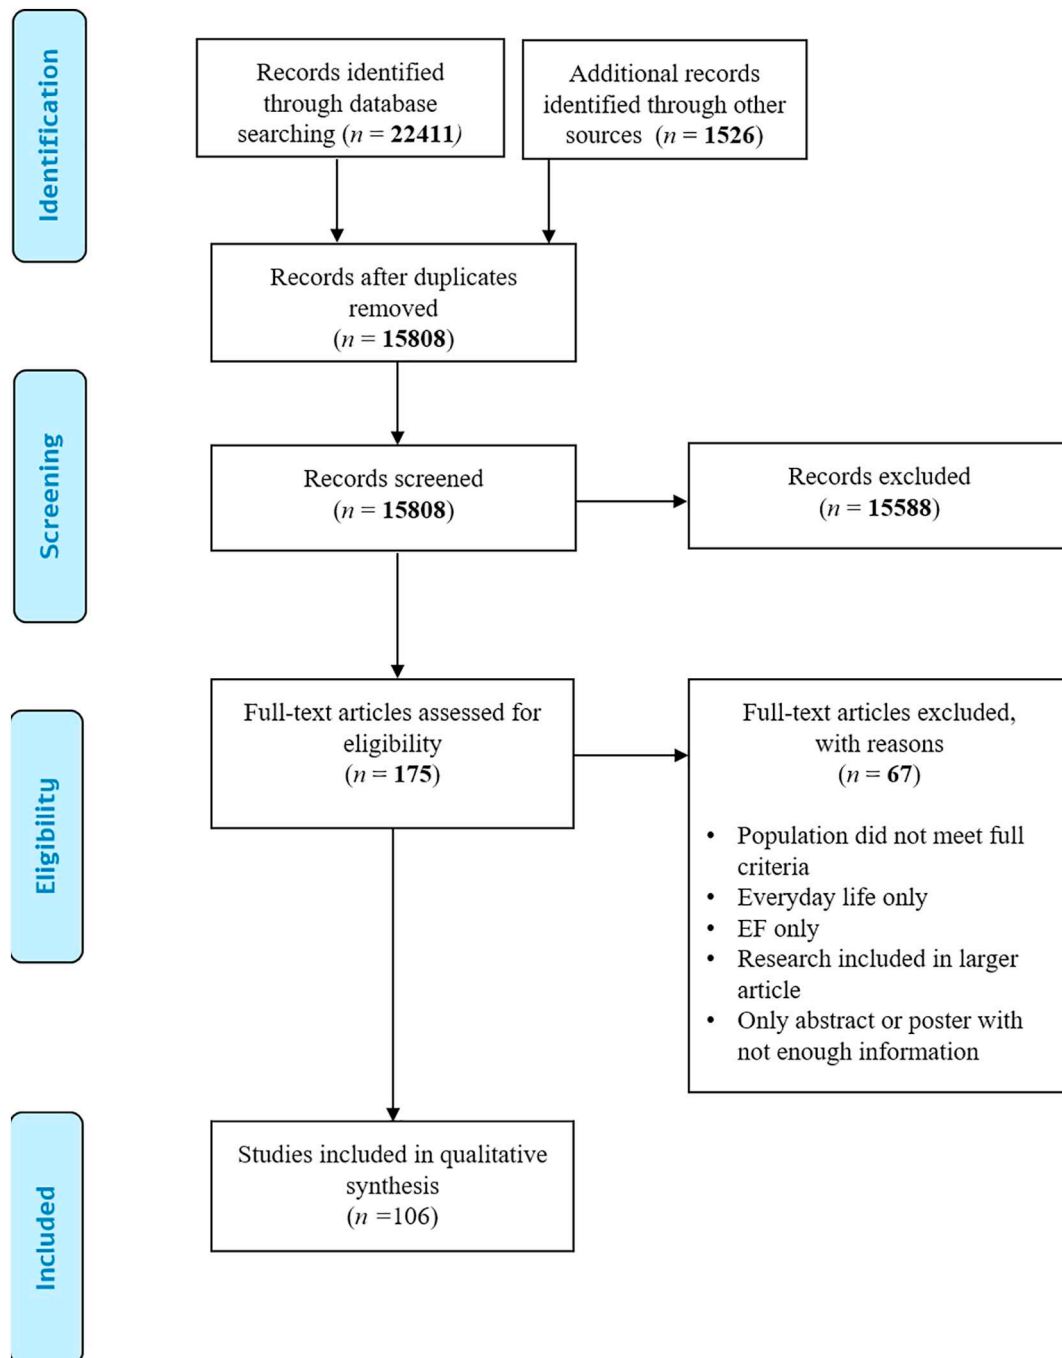 Identification
Records identified
through database
searching (n = 22411)
Additional records
identified through other
sources (n = 1526)
Records after duplicates
removed
(n = 15808)
Screening
Records screened
(n = 15808)
Records excluded
(n = 15588)
Eligibility
Full-text articles assessed for
eligibility
(n = 175)
Full-text articles excluded,
with reasons
(n = 67)
• Population did not meet full
criteria
• Everyday life only
• EF only
• Research included in larger
article
• Only abstract or poster with
not enough information
Included
Studies included in qualitative
synthesis
(n =106)